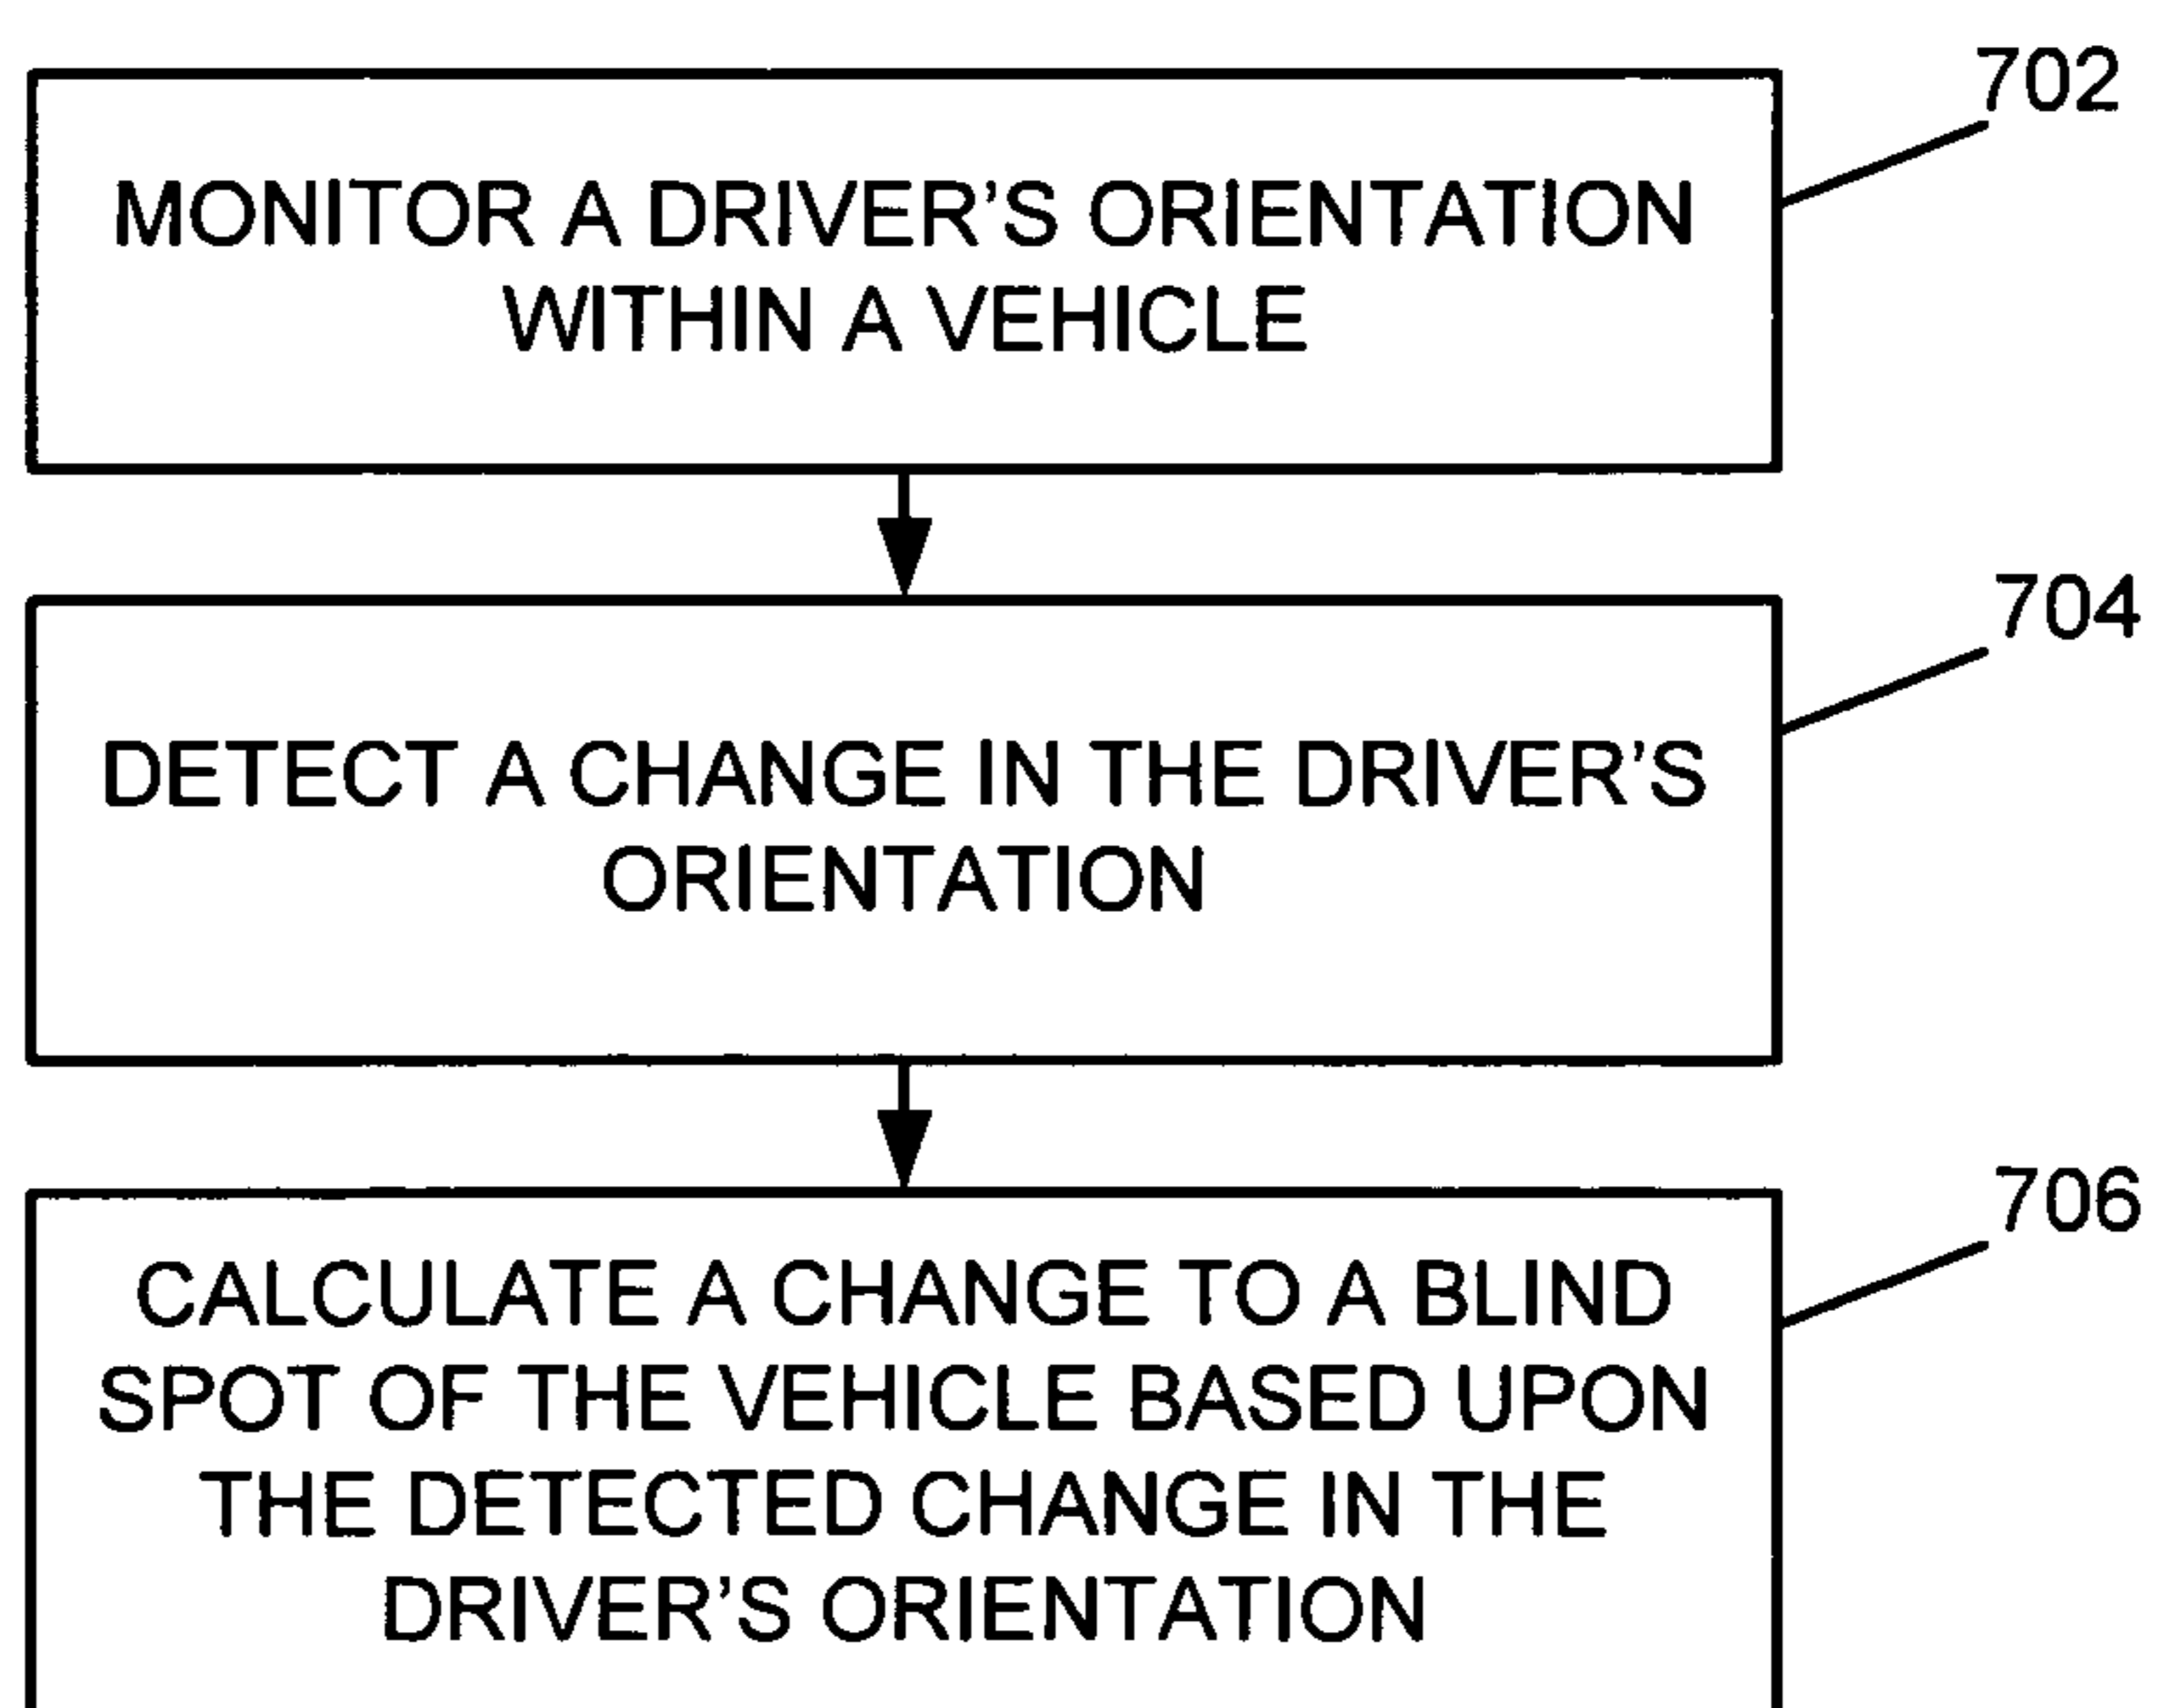 702
MONITOR A DRIVER'S ORIENTATION
WITHIN A VEHICLE
704
DETECT A CHANGE IN THE DRIVER'S
ORIENTATION
706
CALCULATE A CHANGE TO A BLIND
SPOT OF THE VEHICLE BASED UPON
THE DETECTED CHANGE IN THE
DRIVER'S ORIENTATION